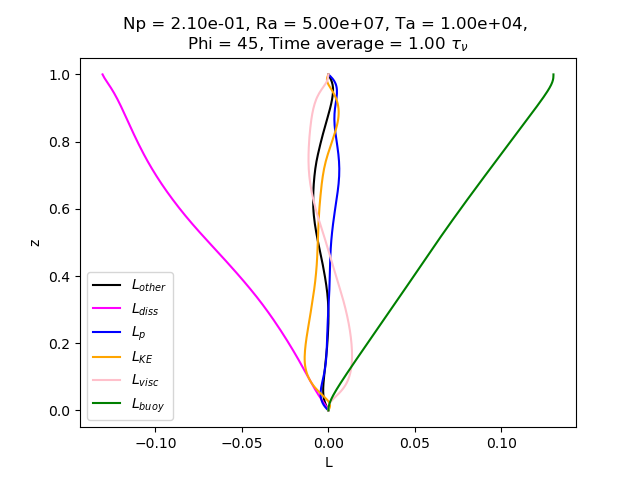 Np = 2.10e-01, Ra = 5.00e+07, Ta = 1.00e+04,
Phi = 45, Time average = 1.00 τ_ν
1.0
0.8
0.6
0.4
0.2
0.0
z
L_other
L_diss
L_p
L_KE
L_visc
L_buoy
−0.10
−0.05
0.00
0.05
0.10
L